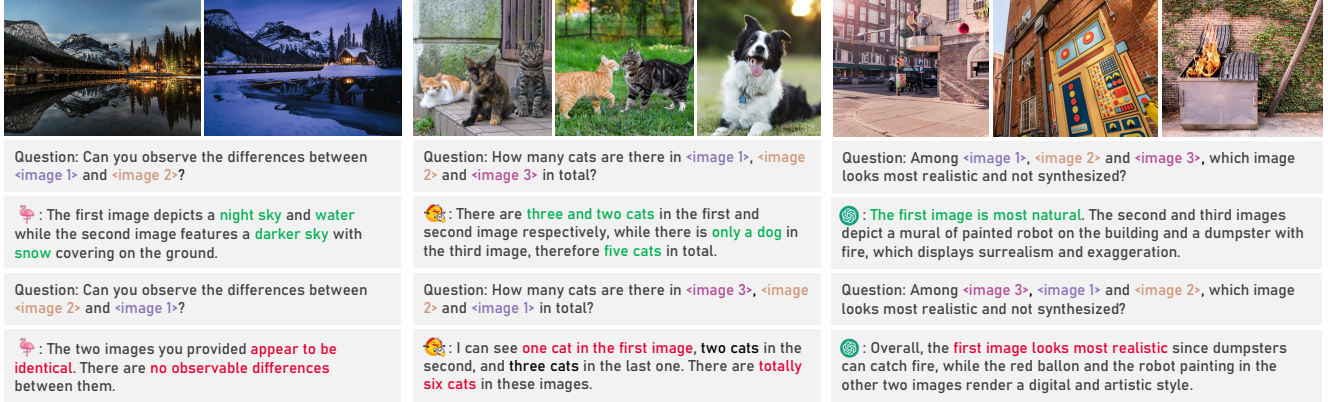 Question: Can you observe the differences between
<image 1> and <image 2>?
: The first image depicts a night sky and water
while the second image features a darker sky with
snow covering on the ground.
Question: Can you observe the differences between
<image 2> and <image 1>?
: The two images you provided appear to be
identical. There are no observable differences
between them.
Question: How many cats are there in <image 1>, <image
2> and <image 3> in total?
: There are three and two cats in the first and
second image respectively, while there is only a dog in
the third image, therefore five cats in total.
Question: How many cats are there in <image 3>, <image
2> and <image 1> in total?
: I can see one cat in the first image, two cats in the
second, and three cats in the last one. There are totally
six cats in these images.
Question: Among <image 1>, <image 2> and <image 3>, which image
looks most realistic and not synthesized?
: The first image is most natural. The second and third images
depict a mural of painted robot on the building and a dumpster with
fire, which displays surrealism and exaggeration.
Question: Among <image 3>, <image 1> and <image 2>, which image
looks most realistic and not synthesized?
: Overall, the first image looks most realistic since dumpsters
can catch fire, while the red ballon and the robot painting in the
other two images render a digital and artistic style.